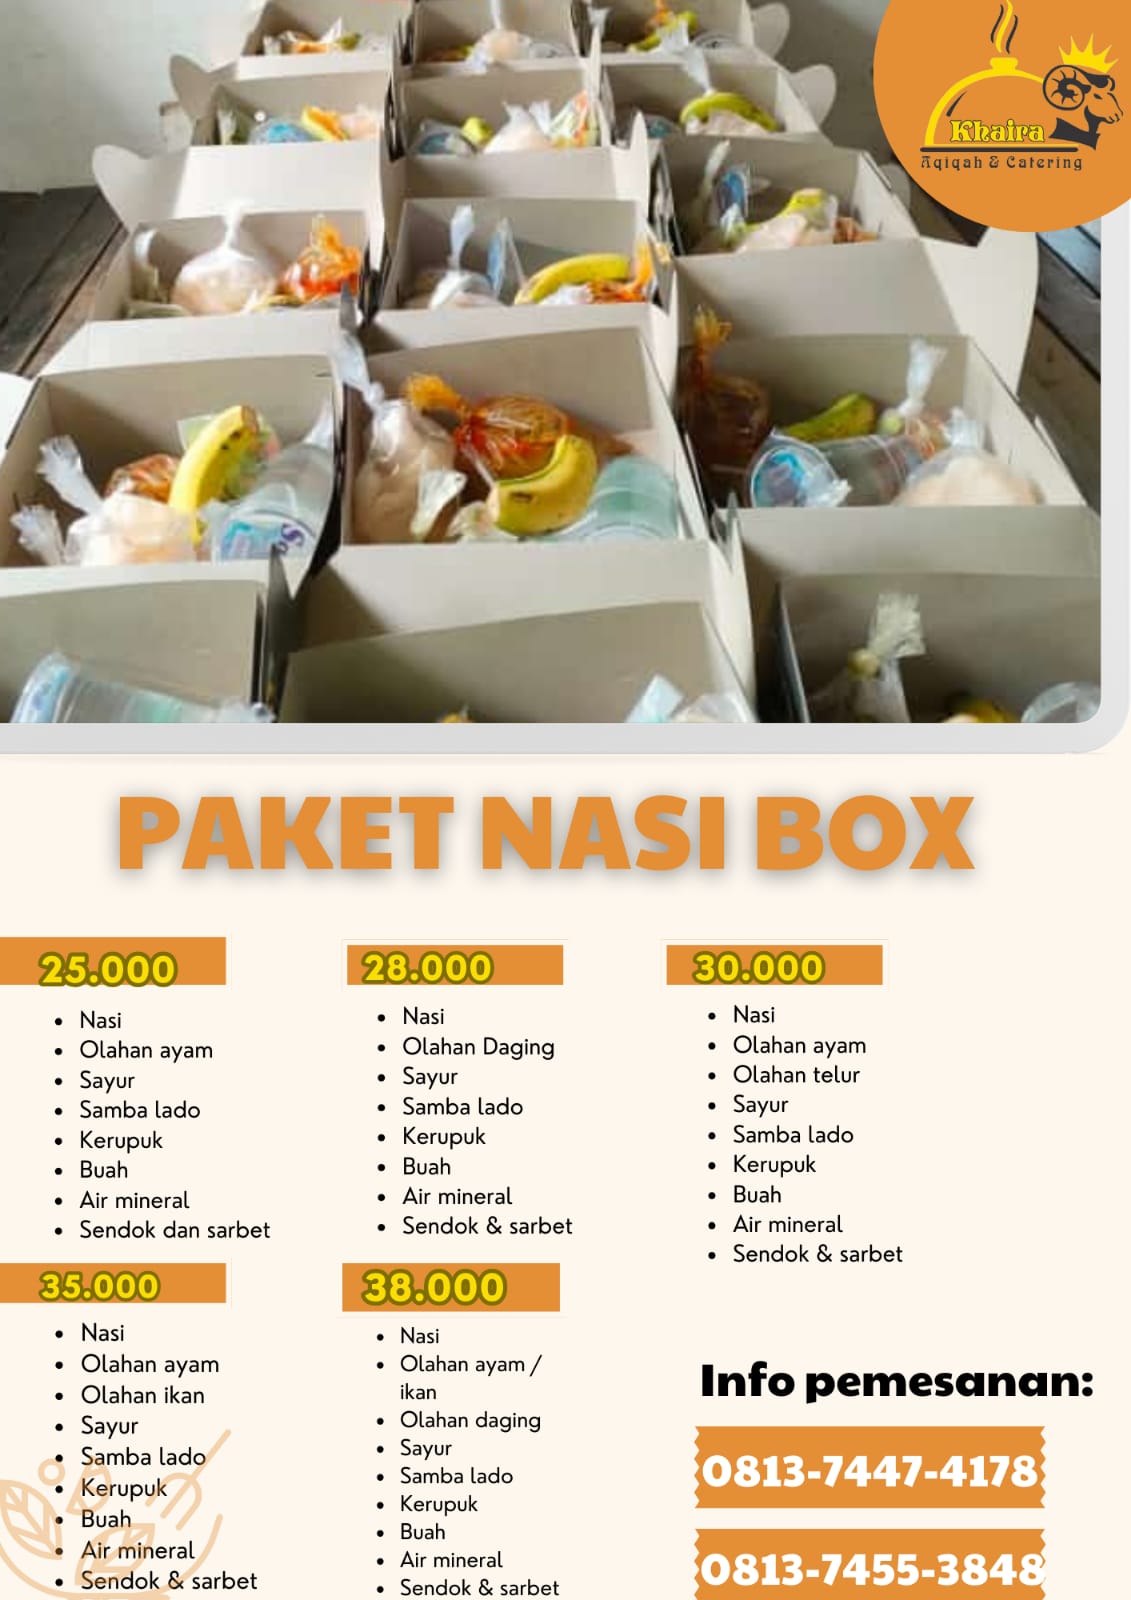 Khaira
Aqiqah & Catering
PAKET NASI BOX
25.000
Nasi
Olahan ayam
Sayur
Samba lado
Kerupuk
Buah
Air mineral
Sendok dan sarbet
28.000
Nasi
Olahan Daging
Sayur
Samba lado
Kerupuk
Buah
Air mineral
Sendok & sarbet
30.000
Nasi
Olahan ayam
Olahan telur
Sayur
Samba lado
Kerupuk
Buah
Air mineral
Sendok & sarbet
35.000
Nasi
Olahan ayam
Olahan ikan
Sayur
Samba lado
Kerupuk
Buah
Air mineral
Sendok & sarbet
38.000
Nasi
Olahan ayam /
ikan
Olahan daging
Sayur
Samba lado
Kerupuk
Buah
Air mineral
Sendok & sarbet
Info pemesanan:
0813-7447-4178
0813-7455-3848